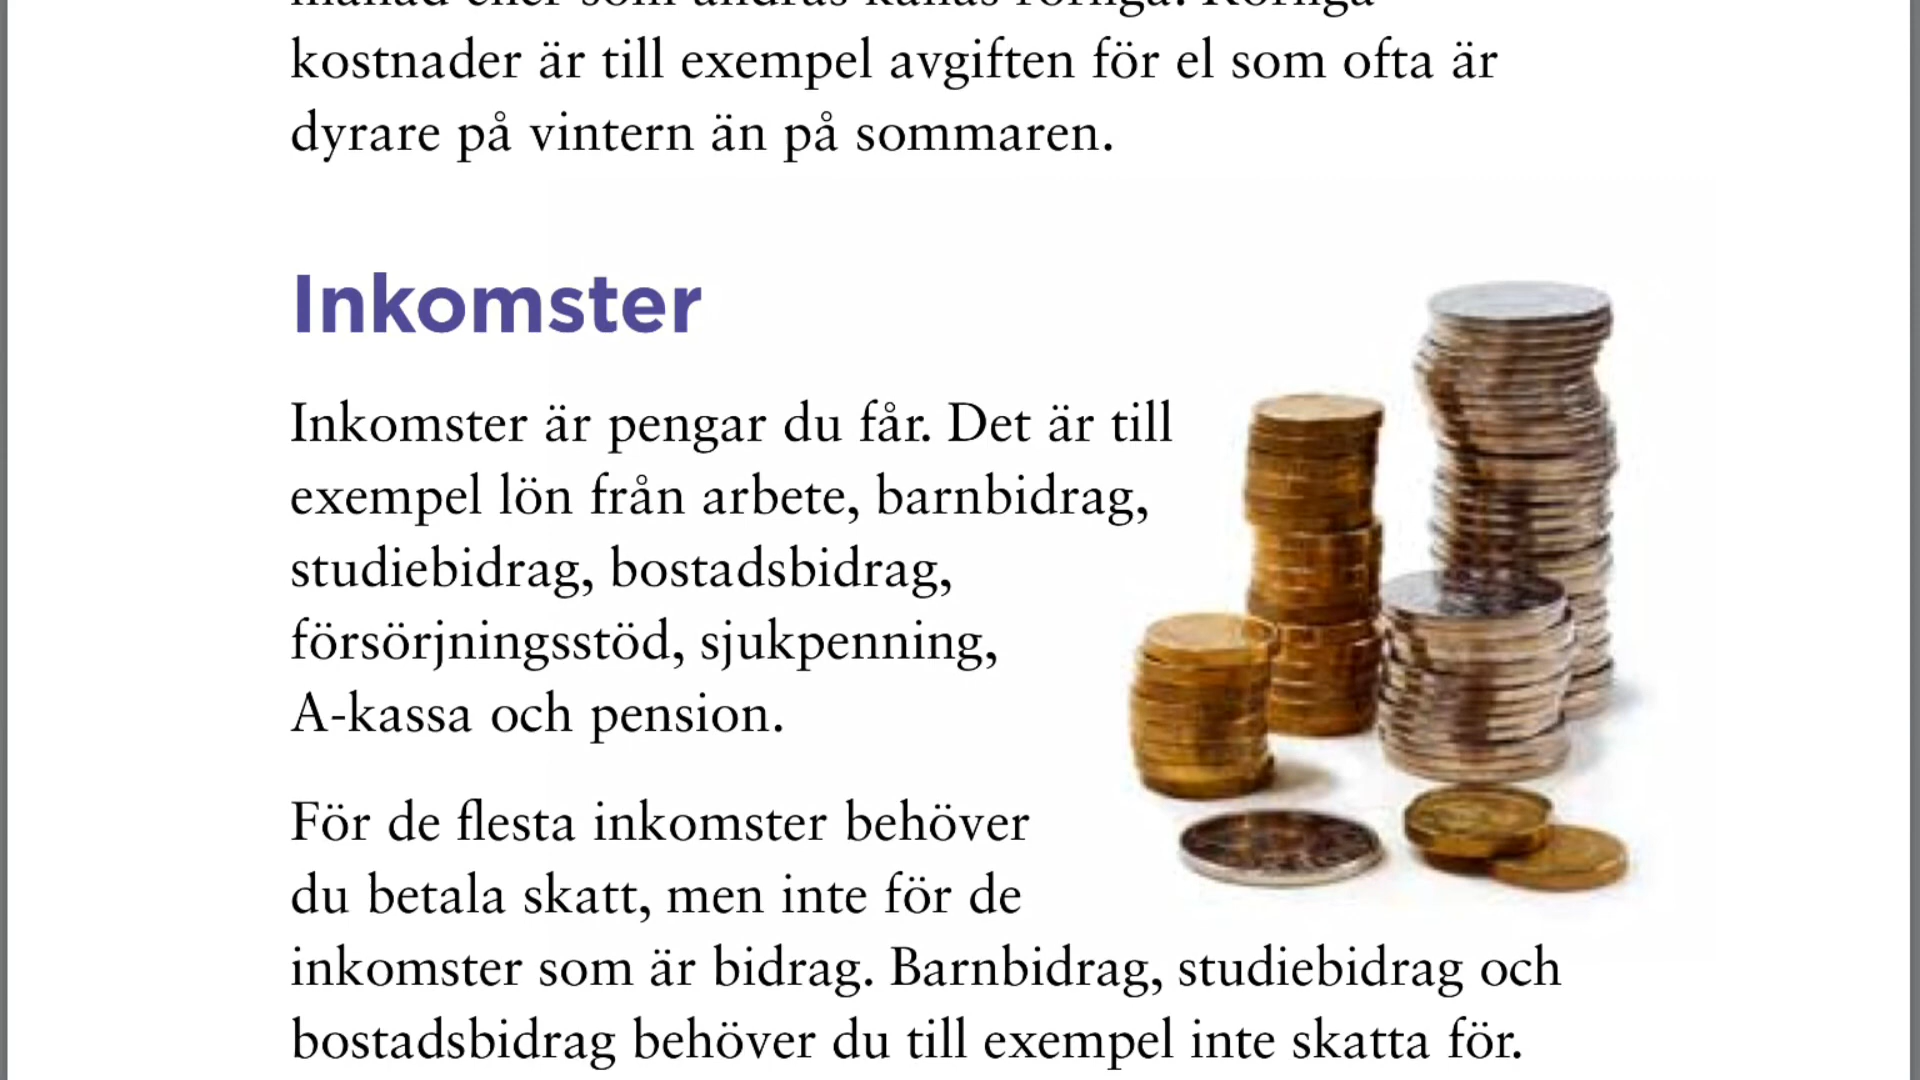 kostnader är till exempel avgiften för el som ofta är
dyrare på vintern än på sommaren.
Inkomster
Inkomster är pengar du får. Det är till
exempel lön från arbete, barnbidrag,
studiebidrag, bostadsbidrag,
försörjningsstöd, sjukpenning,
A-kassa och pension.
För de flesta inkomster behöver
du betala skatt, men inte för de
inkomster som är bidrag. Barnbidrag, studiebidrag och
bostadsbidrag behöver du till exempel inte skatta för.